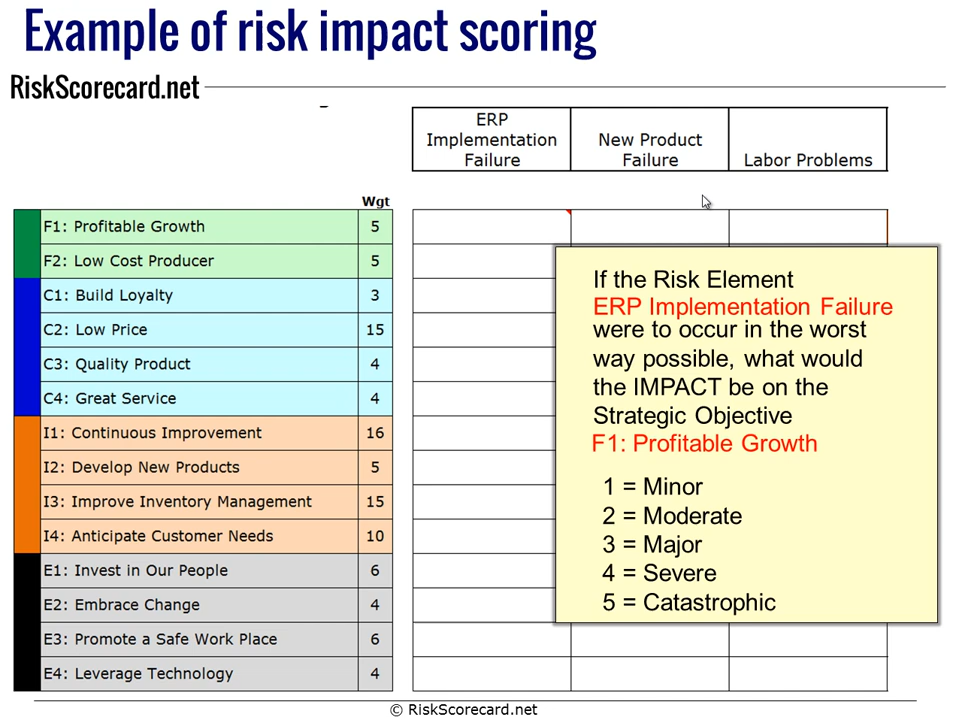 Example of risk impact scoring
RiskScorecard.net
ERP
Implementation
Failure
New Product
Failure
Labor Problems
Wgt
F1: Profitable Growth 5
F2: Low Cost Producer 5
C1: Build Loyalty 3
C2: Low Price 15
C3: Quality Product 4
C4: Great Service 4
I1: Continuous Improvement 16
I2: Develop New Products 5
I3: Improve Inventory Management 15
I4: Anticipate Customer Needs 10
E1: Invest in Our People 6
E2: Embrace Change 4
E3: Promote a Safe Work Place 6
E4: Leverage Technology 4
If the Risk Element
ERP Implementation Failure
were to occur in the worst
way possible, what would
the IMPACT be on the
Strategic Objective
F1: Profitable Growth
1 = Minor
2 = Moderate
3 = Major
4 = Severe
5 = Catastrophic
© RiskScorecard.net